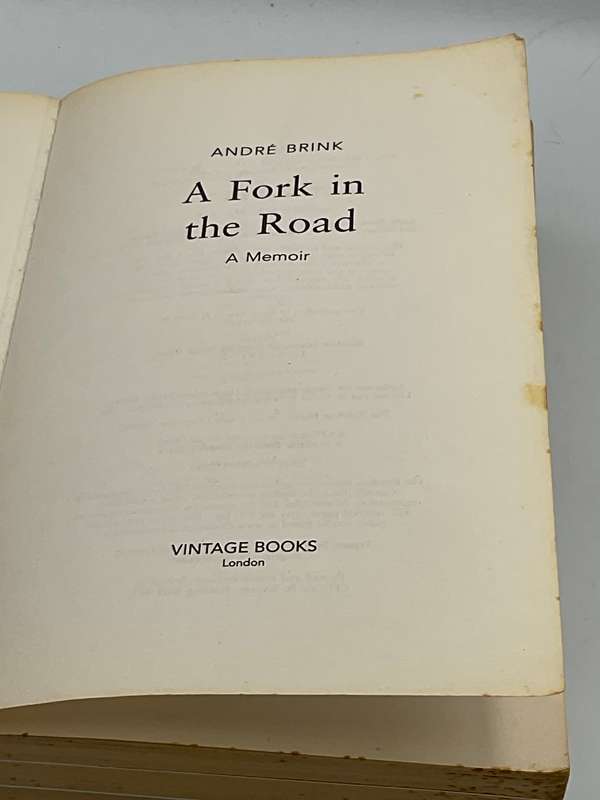 ANDRÉ BRINK
A Fork in
the Road
A Memoir
VINTAGE BOOKS
London